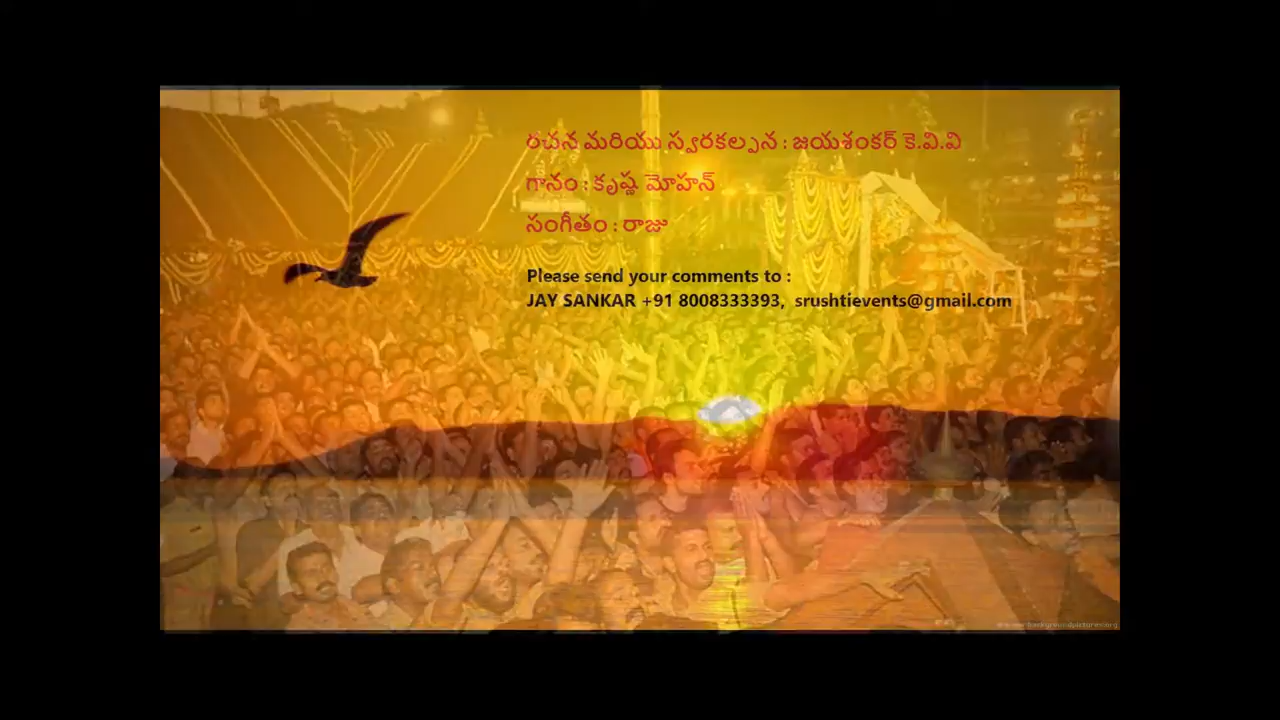 రచన మరియు స్వరకల్పన : జయశంకర్ కె.వి.వి
గానం : కృష్ణ మోహన్
సంగీతం : రాజు
Please send your comments to :
JAY SANKAR +91 8008333393, srushtievents@gmail.com